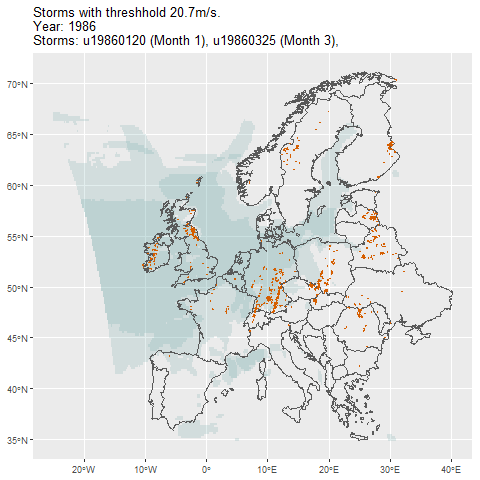 Storms with threshhold 20.7m/s.
Year: 1986
Storms: u19860120 (Month 1), u19860325 (Month 3),
70°N
65°N
60°N
55°N
50°N
45°N
40°N
35°N
20°W 10°W 0° 10°E 20°E 30°E 40°E